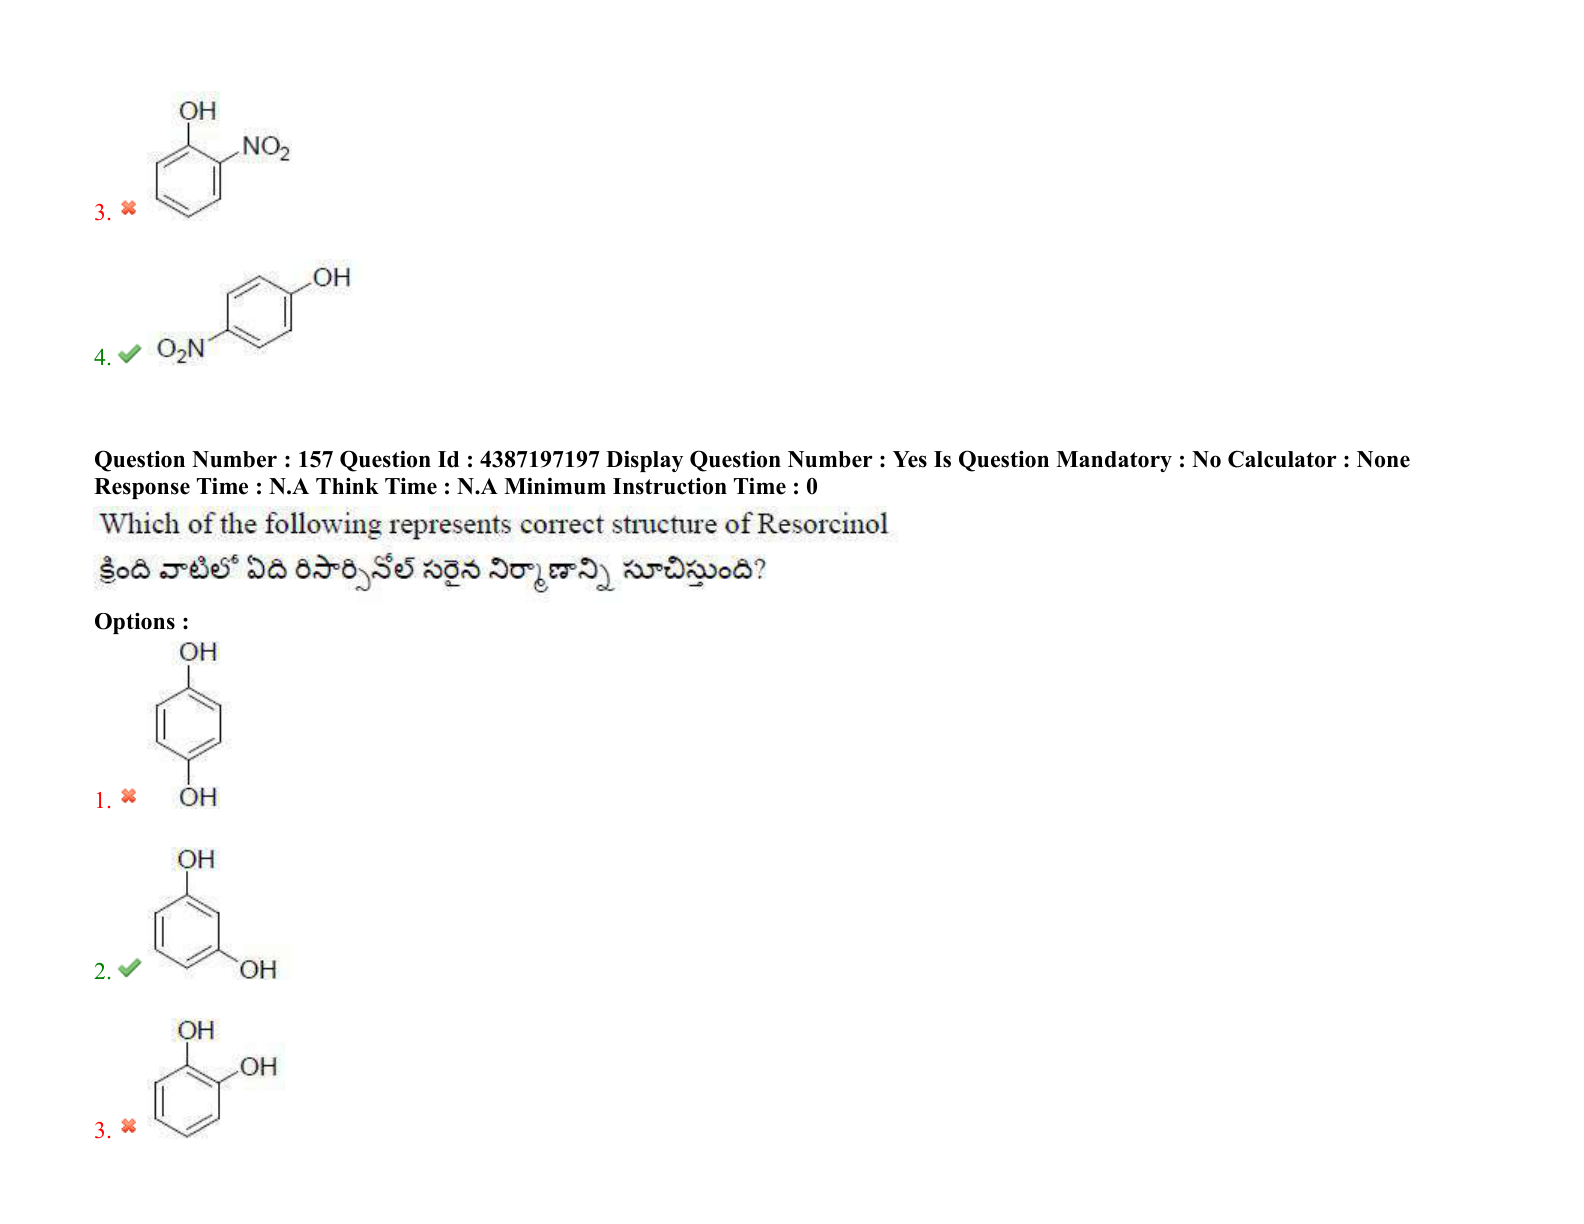 OH
NO2
3.
OH
O2N
4.
Question Number : 157 Question Id : 4387197197 Display Question Number : Yes Is Question Mandatory : No Calculator : None
Response Time : N.A Think Time : N.A Minimum Instruction Time : 0
Which of the following represents correct structure of Resorcinol
క్రింది వాటిలో ఏది రిసార్సినోల్ సరైన నిర్మాణాన్ని సూచిస్తుంది?
Options :
OH
1.
OH
OH
2.
OH
OH
OH
3.